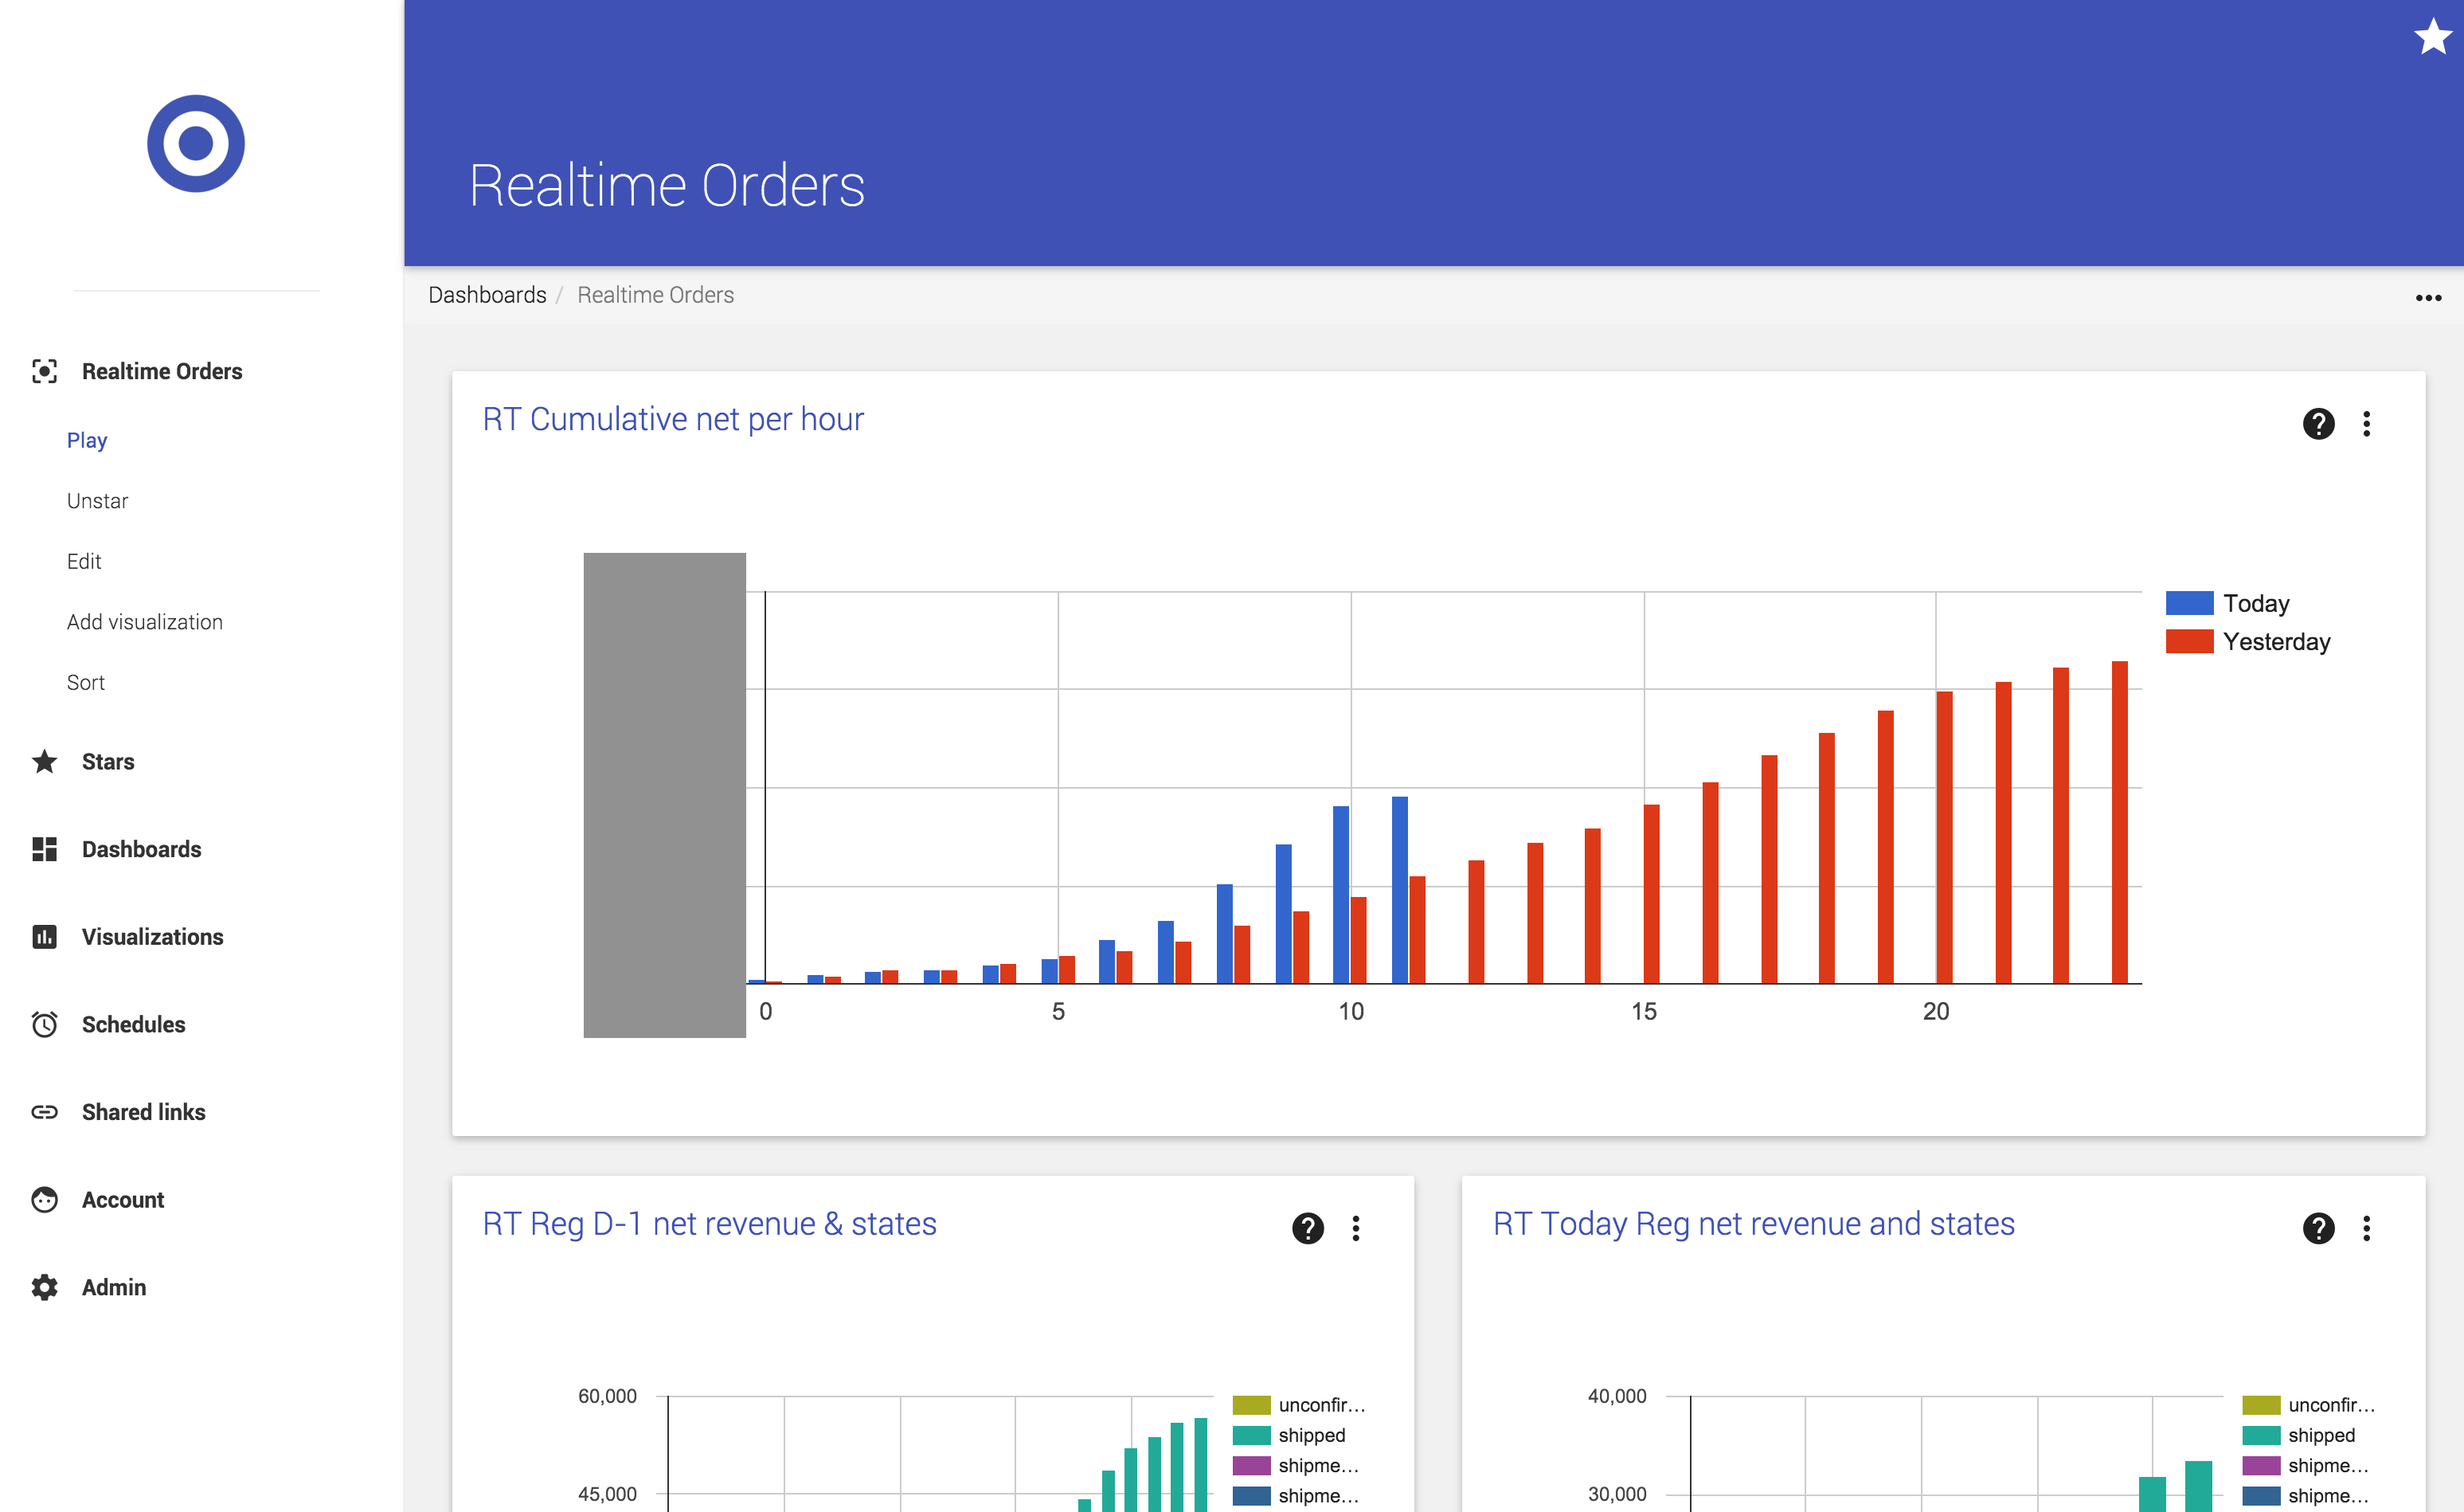 Realtime Orders
Dashboards / Realtime Orders
Realtime Orders
Play
Unstar
Edit
Add visualization
Sort
Stars
Dashboards
Visualizations
Schedules
Shared links
Account
Admin
RT Cumulative net per hour
Today
Yesterday
0 5 10 15 20
RT Reg D-1 net revenue & states
60,000
45,000
unconfir...
shipped
shipme...
shipme...
RT Today Reg net revenue and states
40,000
30,000
unconfir...
shipped
shipme...
shipme...